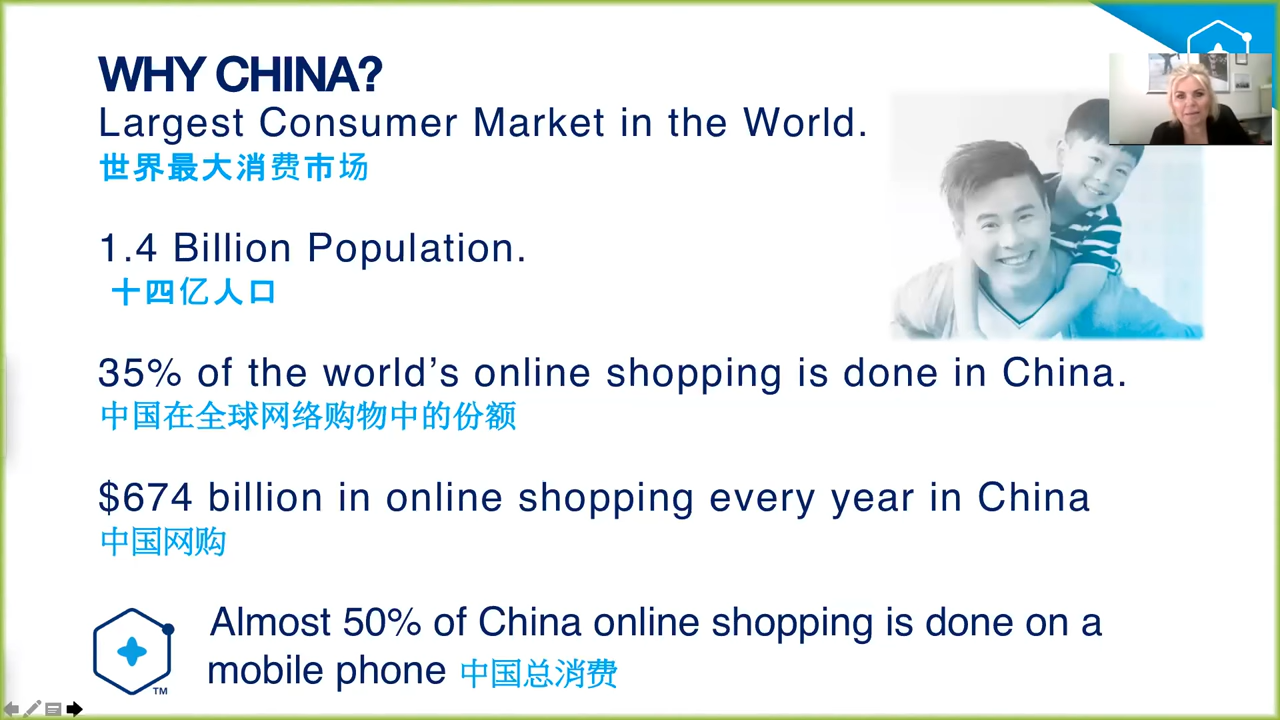 WHY CHINA?
Largest Consumer Market in the World.
世界最大消费市场
1.4 Billion Population.
十四亿人口
35% of the world’s online shopping is done in China.
中国在全球网络购物中的份额
$674 billion in online shopping every year in China
中国网购
Almost 50% of China online shopping is done on a
mobile phone 中国总消费
TM